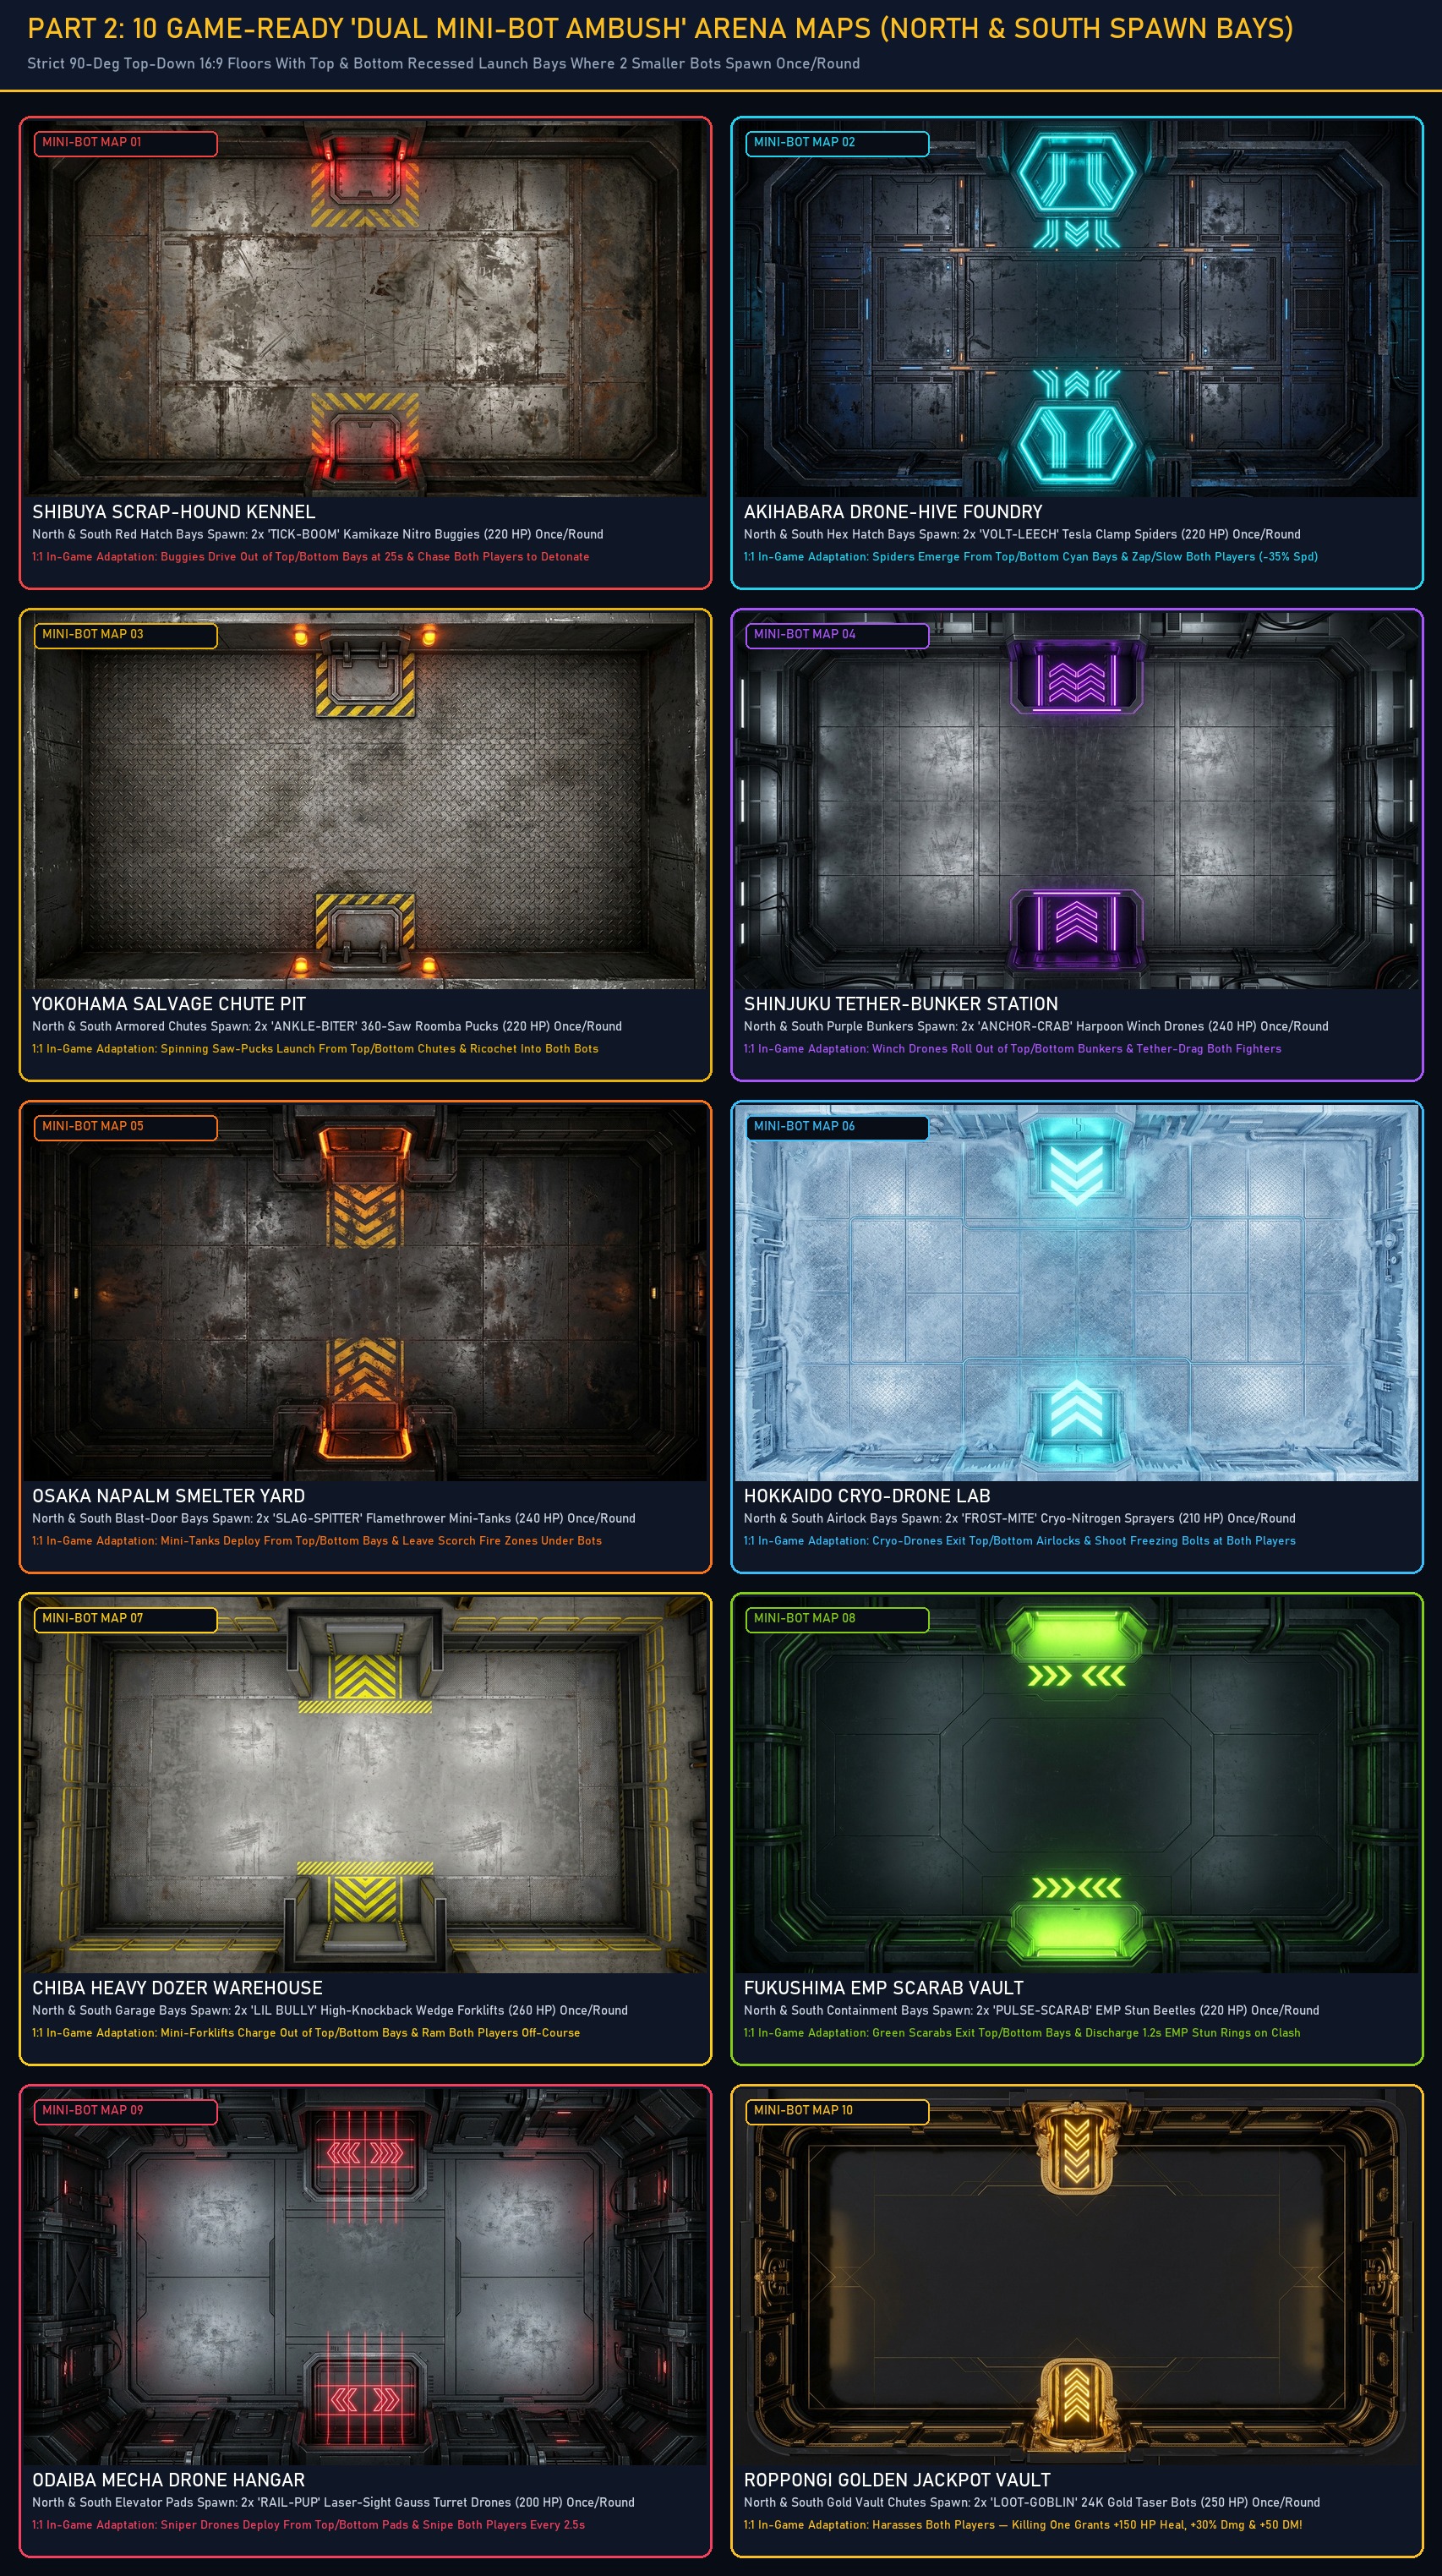 PART 2: 10 GAME-READY 'DUAL MINI-BOT AMBUSH' ARENA MAPS (NORTH & SOUTH SPAWN BAYS)
Strict 90-Deg Top-Down 16:9 Floors With Top & Bottom Recessed Launch Bays Where 2 Smaller Bots Spawn Once/Round
MINI-BOT MAP 01
SHIBUYA SCRAP-HOUND KENNEL
North & South Red Hatch Bays Spawn: 2x 'TICK-BOOM' Kamikaze Nitro Buggies (220 HP) Once/Round
1:1 In-Game Adaptation: Buggies Drive Out of Top/Bottom Bays at 25s & Chase Both Players to Detonate
MINI-BOT MAP 02
AKIHABARA DRONE-HIVE FOUNDRY
North & South Hex Hatch Bays Spawn: 2x 'VOLT-LEECH' Tesla Clamp Spiders (220 HP) Once/Round
1:1 In-Game Adaptation: Spiders Emerge From Top/Bottom Cyan Bays & Zap/Slow Both Players (-35% Spd)
MINI-BOT MAP 03
YOKOHAMA SALVAGE CHUTE PIT
North & South Armored Chutes Spawn: 2x 'ANKLE-BITER' 360-Saw Roomba Pucks (220 HP) Once/Round
1:1 In-Game Adaptation: Spinning Saw-Pucks Launch From Top/Bottom Chutes & Ricochet Into Both Bots
MINI-BOT MAP 04
SHINJUKU TETHER-BUNKER STATION
North & South Purple Bunkers Spawn: 2x 'ANCHOR-CRAB' Harpoon Winch Drones (240 HP) Once/Round
1:1 In-Game Adaptation: Winch Drones Roll Out of Top/Bottom Bunkers & Tether-Drag Both Fighters
MINI-BOT MAP 05
OSAKA NAPALM SMELTER YARD
North & South Blast-Door Bays Spawn: 2x 'SLAG-SPITTER' Flamethrower Mini-Tanks (240 HP) Once/Round
1:1 In-Game Adaptation: Mini-Tanks Deploy From Top/Bottom Bays & Leave Scorch Fire Zones Under Bots
MINI-BOT MAP 06
HOKKAIDO CRYO-DRONE LAB
North & South Airlock Bays Spawn: 2x 'FROST-MITE' Cryo-Nitrogen Sprayers (210 HP) Once/Round
1:1 In-Game Adaptation: Cryo-Drones Exit Top/Bottom Airlocks & Shoot Freezing Bolts at Both Players
MINI-BOT MAP 07
CHIBA HEAVY DOZER WAREHOUSE
North & South Garage Bays Spawn: 2x 'LIL BULLY' High-Knockback Wedge Forklifts (260 HP) Once/Round
1:1 In-Game Adaptation: Mini-Forklifts Charge Out of Top/Bottom Bays & Ram Both Players Off-Course
MINI-BOT MAP 08
FUKUSHIMA EMP SCARAB VAULT
North & South Containment Bays Spawn: 2x 'PULSE-SCARAB' EMP Stun Beetles (220 HP) Once/Round
1:1 In-Game Adaptation: Green Scarabs Exit Top/Bottom Bays & Discharge 1.2s EMP Stun Rings on Clash
MINI-BOT MAP 09
ODAIBA MECHA DRONE HANGAR
North & South Elevator Pads Spawn: 2x 'RAIL-PUP' Laser-Sight Gauss Turret Drones (200 HP) Once/Round
1:1 In-Game Adaptation: Sniper Drones Deploy From Top/Bottom Pads & Snipe Both Players Every 2.5s
MINI-BOT MAP 10
ROPPONGI GOLDEN JACKPOT VAULT
North & South Gold Vault Chutes Spawn: 2x 'LOOT-GOBLIN' 24K Gold Taser Bots (250 HP) Once/Round
1:1 In-Game Adaptation: Harasses Both Players — Killing One Grants +150 HP Heal, +30% Dmg & +50 DM!